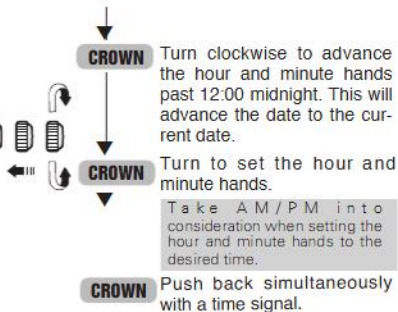 CROWN Turn clockwise to advance
the hour and minute hands
past 12:00 midnight. This will
advance the date to the cur-
rent date.
CROWN Turn to set the hour and
minute hands.
Take AM/PM into
consideration when setting the
hour and minute hands to the
desired time.
CROWN Push back simultaneously
with a time signal.